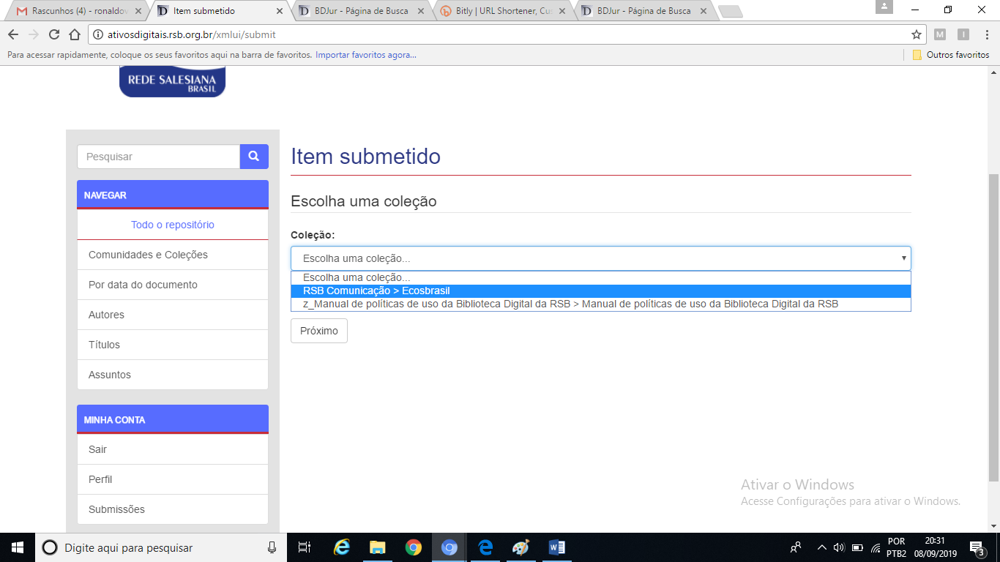 Rascunhos (4) - ronaldov
Item submetido
BDJur - Página de Busca
Bitly | URL Shortener, Cus
BDJur - Página de Busca
ativosdigitais.rsb.org.br/xmlui/submit
M
I
Para acessar rapidamente, coloque os seus favoritos aqui na barra de favoritos. Importar favoritos agora...
Outros favoritos
REDE SALESIANA
BRASIL
Pesquisar
NAVEGAR
Todo o repositório
Comunidades e Coleções
Por data do documento
Autores
Títulos
Assuntos
MINHA CONTA
Sair
Perfil
Submissões
Item submetido
Escolha uma coleção
Coleção:
Escolha uma coleção...
Escolha uma coleção...
RSB Comunicação > Ecosbrasil
z_Manual de políticas de uso da Biblioteca Digital da RSB > Manual de políticas de uso da Biblioteca Digital da RSB
Próximo
Ativar o Windows
Acesse Configurações para ativar o Windows.
Digite aqui para pesquisar
POR
PTB2
20:31
08/09/2019
3